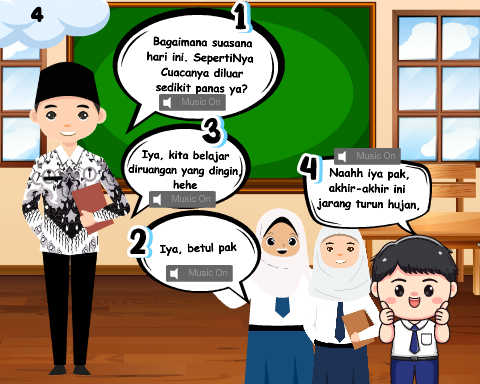 4
1
Bagaimana suasana
hari ini. SepertiNya
Cuacanya diluar
sedikit panas ya?
Music On
2
Iya, betul pak
Music On
3
Iya, kita belajar
diruangan yang dingin,
hehe
Music On
4
Music On
Naahh iya pak,
akhir-akhir ini
jarang turun hujan,